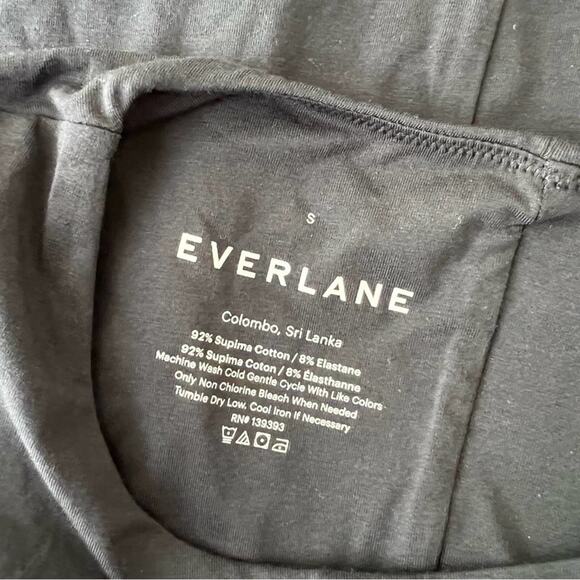 S
EVERLANE
Colombo, Sri Lanka
92% Supima Cotton / 8% Elastane
92% Supima Coton / 8% Élasthanne
Machine Wash Cold Gentle Cycle With Like Colors
Only Non Chlorine Bleach When Needed
Tumble Dry Low, Cool Iron If Necessary
RN# 139393